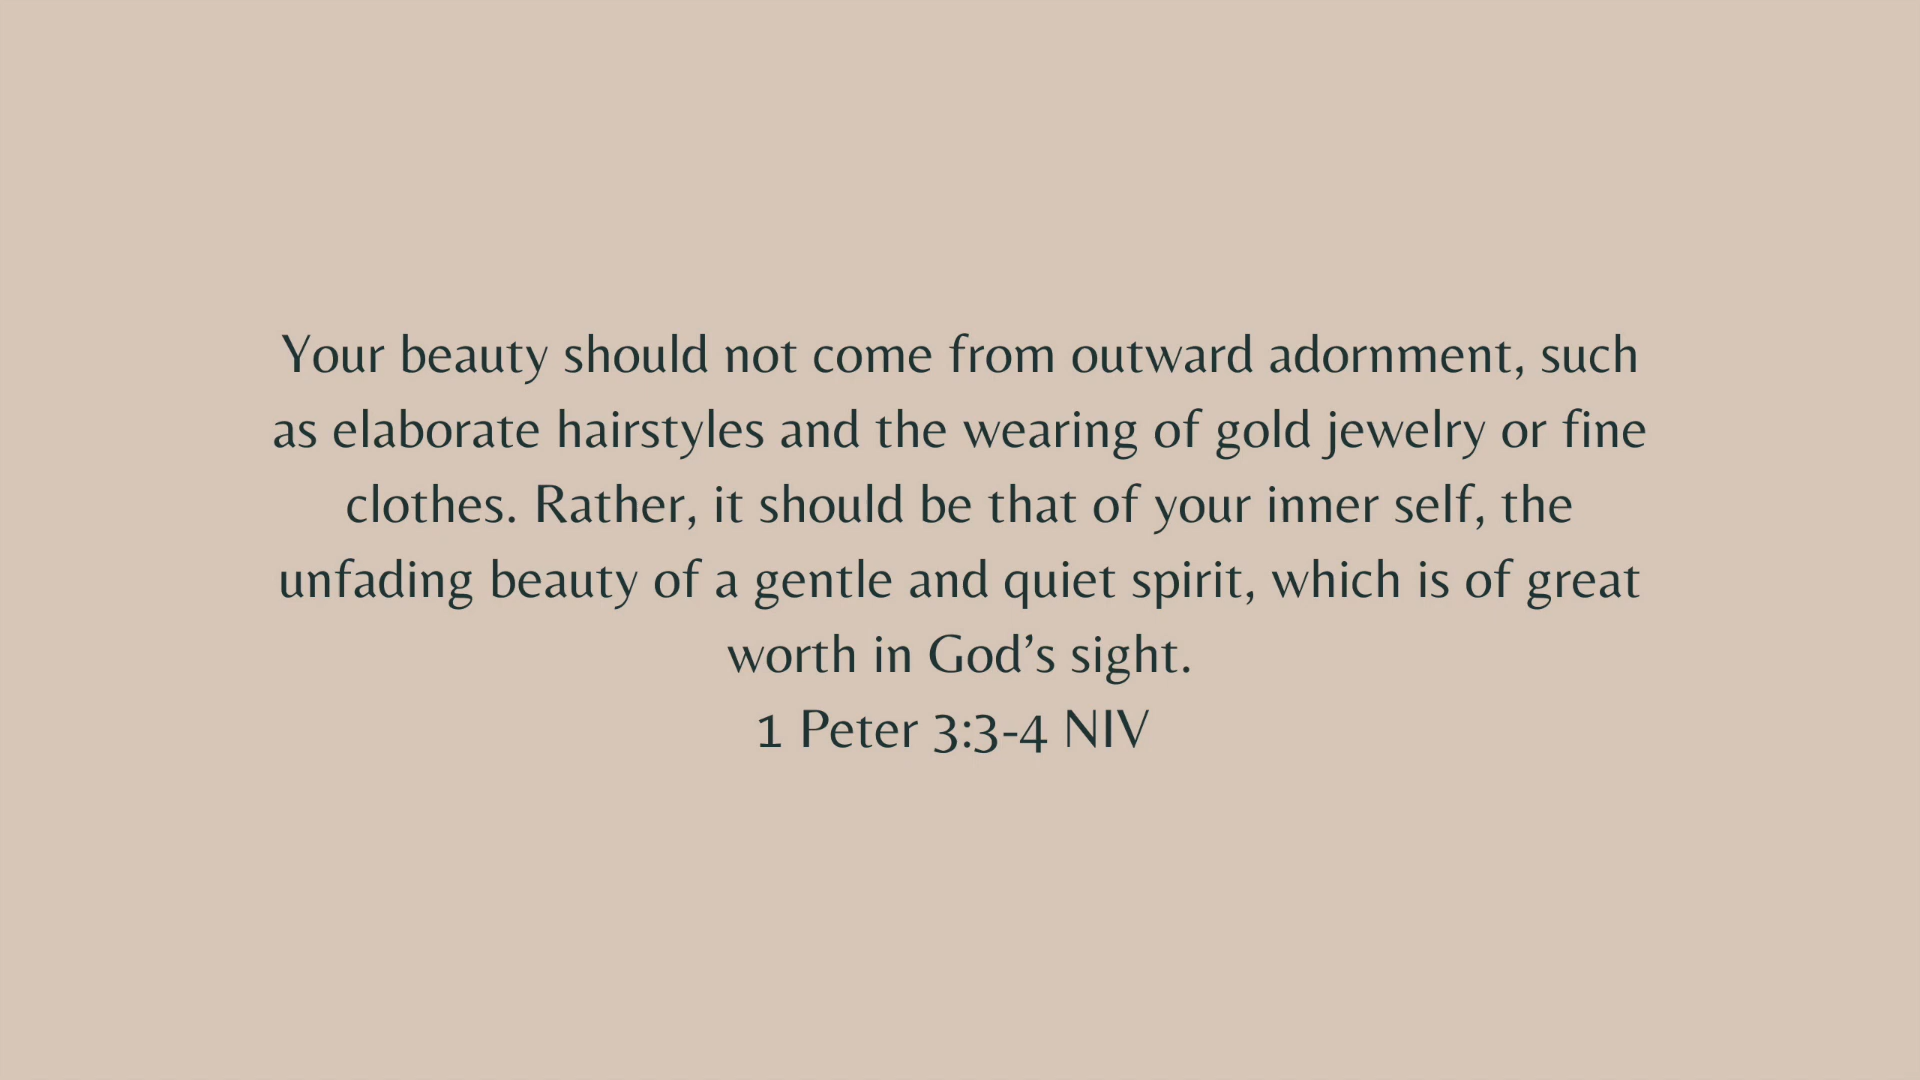 Your beauty should not come from outward adornment, such
as elaborate hairstyles and the wearing of gold jewelry or fine
clothes. Rather, it should be that of your inner self, the
unfading beauty of a gentle and quiet spirit, which is of great
worth in God’s sight.
1 Peter 3:3-4 NIV